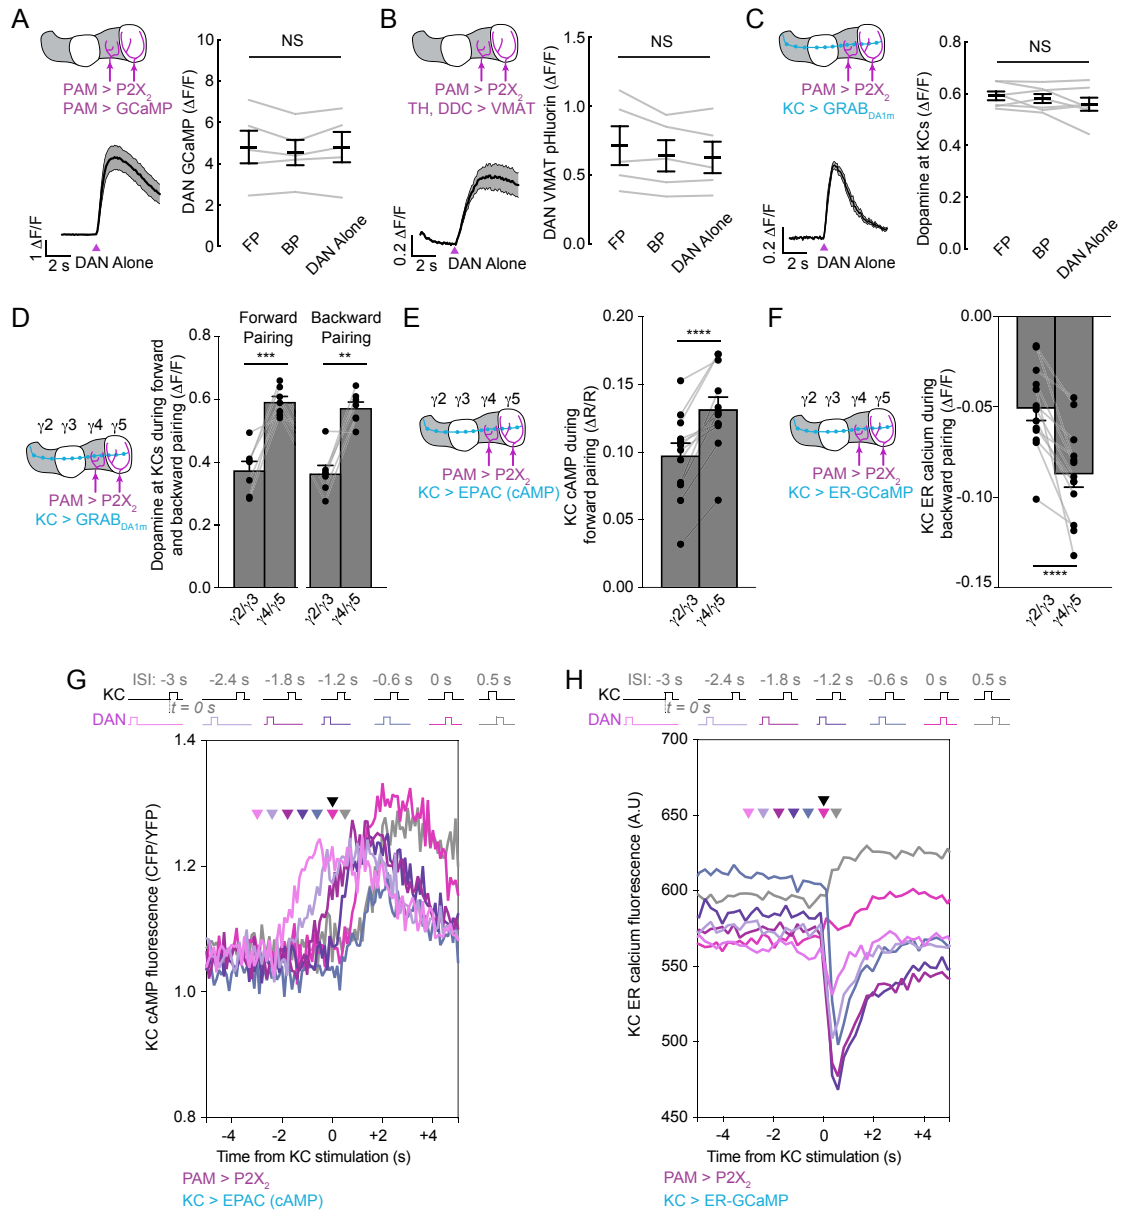 A
PAM > P2X2
PAM > GCaMP
1 ΔF/F
2 s
DAN Alone
DAN GCaMP (ΔF/F)
10
8
6
4
2
0
NS
FP
BP
DAN Alone
B
PAM > P2X2
TH, DDC > VMAT
0.2 ΔF/F
2 s
DAN Alone
DAN VMAT pHluorin (ΔF/F)
1.5
1.0
0.5
0.0
NS
FP
BP
DAN Alone
C
PAM > P2X2
KC > GRABDA1m
0.2 ΔF/F
2 s
DAN Alone
Dopamine at KCs (ΔF/F)
0.8
0.6
0.4
0.2
0.0
NS
FP
BP
DAN Alone
D
γ2 γ3 γ4 γ5
PAM > P2X2
KC > GRABDA1m
Dopamine at KCs during forward
and backward pairing (ΔF/F)
0.8
0.6
0.4
0.2
0.0
Forward
Pairing
Backward
Pairing
***
**
γ2/γ3
γ4/γ5
γ2/γ3
γ4/γ5
E
γ2 γ3 γ4 γ5
PAM > P2X2
KC > EPAC (cAMP)
KC cAMP during
forward pairing (ΔR/R)
0.20
0.15
0.10
0.05
0.00
****
γ2/γ3
γ4/γ5
F
γ2 γ3 γ4 γ5
PAM > P2X2
KC > ER-GCaMP
KC ER calcium during
backward pairing (ΔF/F)
0.00
-0.05
-0.10
-0.15
****
γ2/γ3
γ4/γ5
G
ISI: -3 s -2.4 s -1.8 s -1.2 s -0.6 s 0 s 0.5 s
KC
t = 0 s
DAN
KC cAMP fluorescence (CFP/YFP)
1.4
1.2
1.0
0.8
-4 -2 0 +2 +4
Time from KC stimulation (s)
PAM > P2X2
KC > EPAC (cAMP)
H
ISI: -3 s -2.4 s -1.8 s -1.2 s -0.6 s 0 s 0.5 s
KC
t = 0 s
DAN
KC ER calcium fluorescence (A.U)
700
650
600
550
500
450
-4 -2 0 +2 +4
Time from KC stimulation (s)
PAM > P2X2
KC > ER-GCaMP